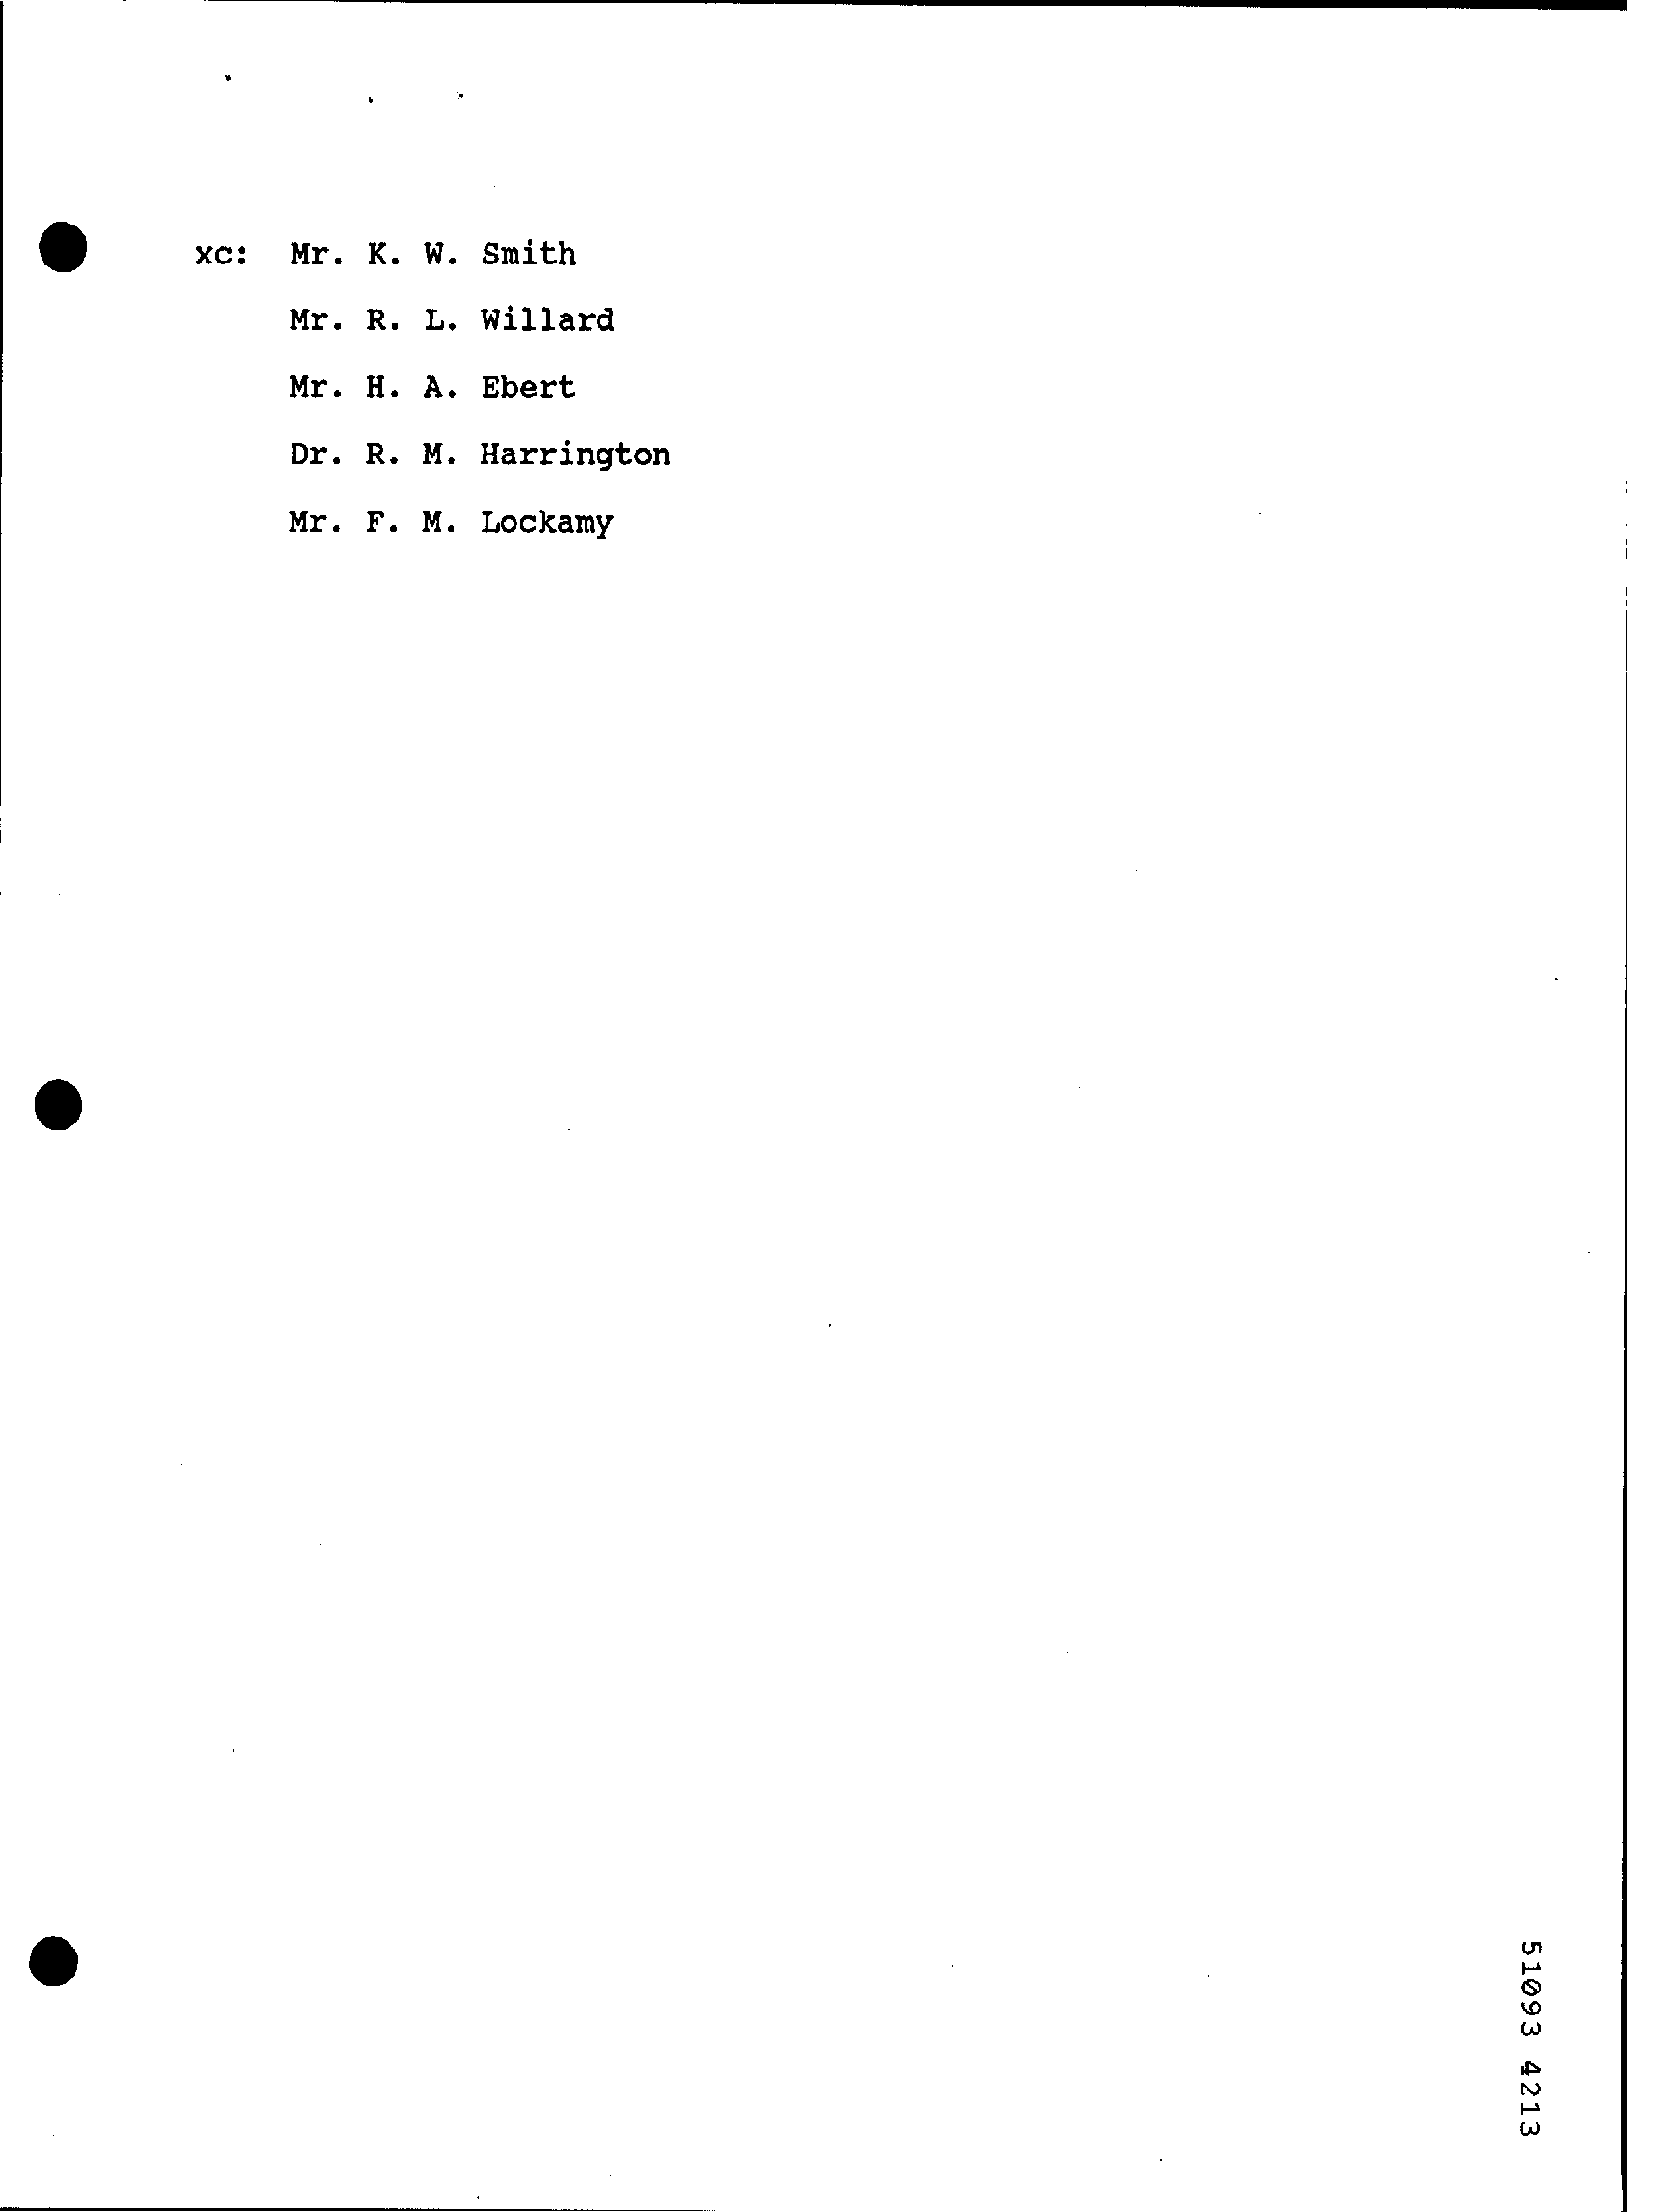 xc: Mr. K. W. Smith
Mr. R. L. Willard
Mr. H. A. Ebert
Dr. R. M. Harrington
Mr. F. M. Lockamy
51093 4213